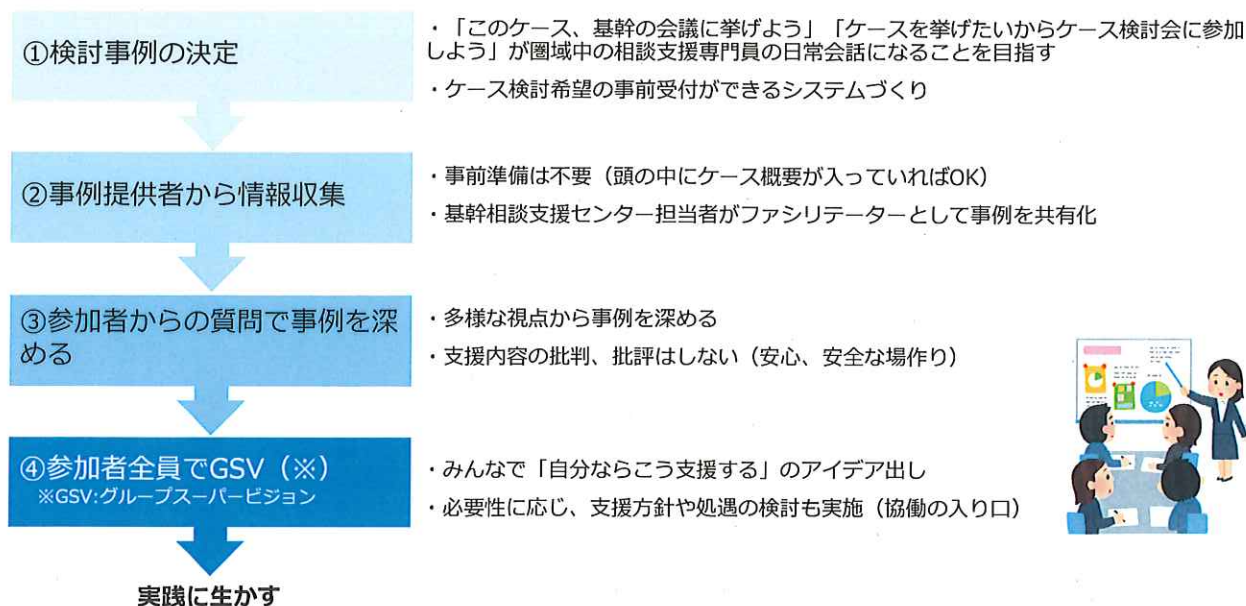 ①検討事例の決定
・「このケース、基幹の会議に挙げよう」「ケースを挙げたいからケース検討会に参加
しよう」が圏域中の相談支援専門員の日常会話になることを目指す
・ケース検討希望の事前受付ができるシステムづくり
②事例提供者から情報収集
・事前準備は不要（頭の中にケース概要が入っていればOK）
・基幹相談支援センター担当者がファシリテーターとして事例を共有化
③参加者からの質問で事例を深
める
・多様な視点から事例を深める
・支援内容の批判、批評はしない（安心、安全な場作り）
④参加者全員でGSV（※）
※GSV:グループスーパービジョン
・みんなで「自分ならこう支援する」のアイデア出し
・必要性に応じ、支援方針や処遇の検討も実施（協働の入り口）
実践に生かす